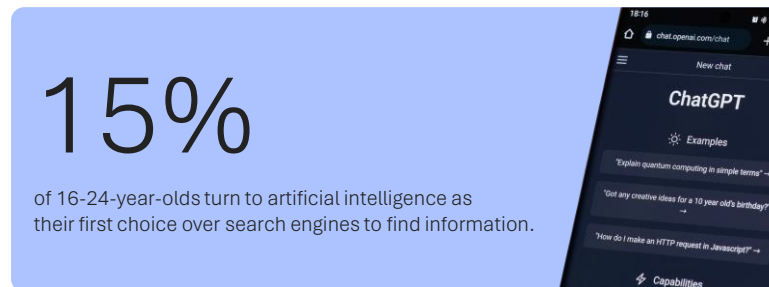 15%
of 16-24-year-olds turn to artificial intelligence as
their first choice over search engines to find information.
18:16
chat.openai.com/chat
New chat
ChatGPT
Examples
"Explain quantum computing in simple terms" →
"Got any creative ideas for a 10 year old's birthday?"
→
"How do I make an HTTP request in Javascript?" →
Capabilities